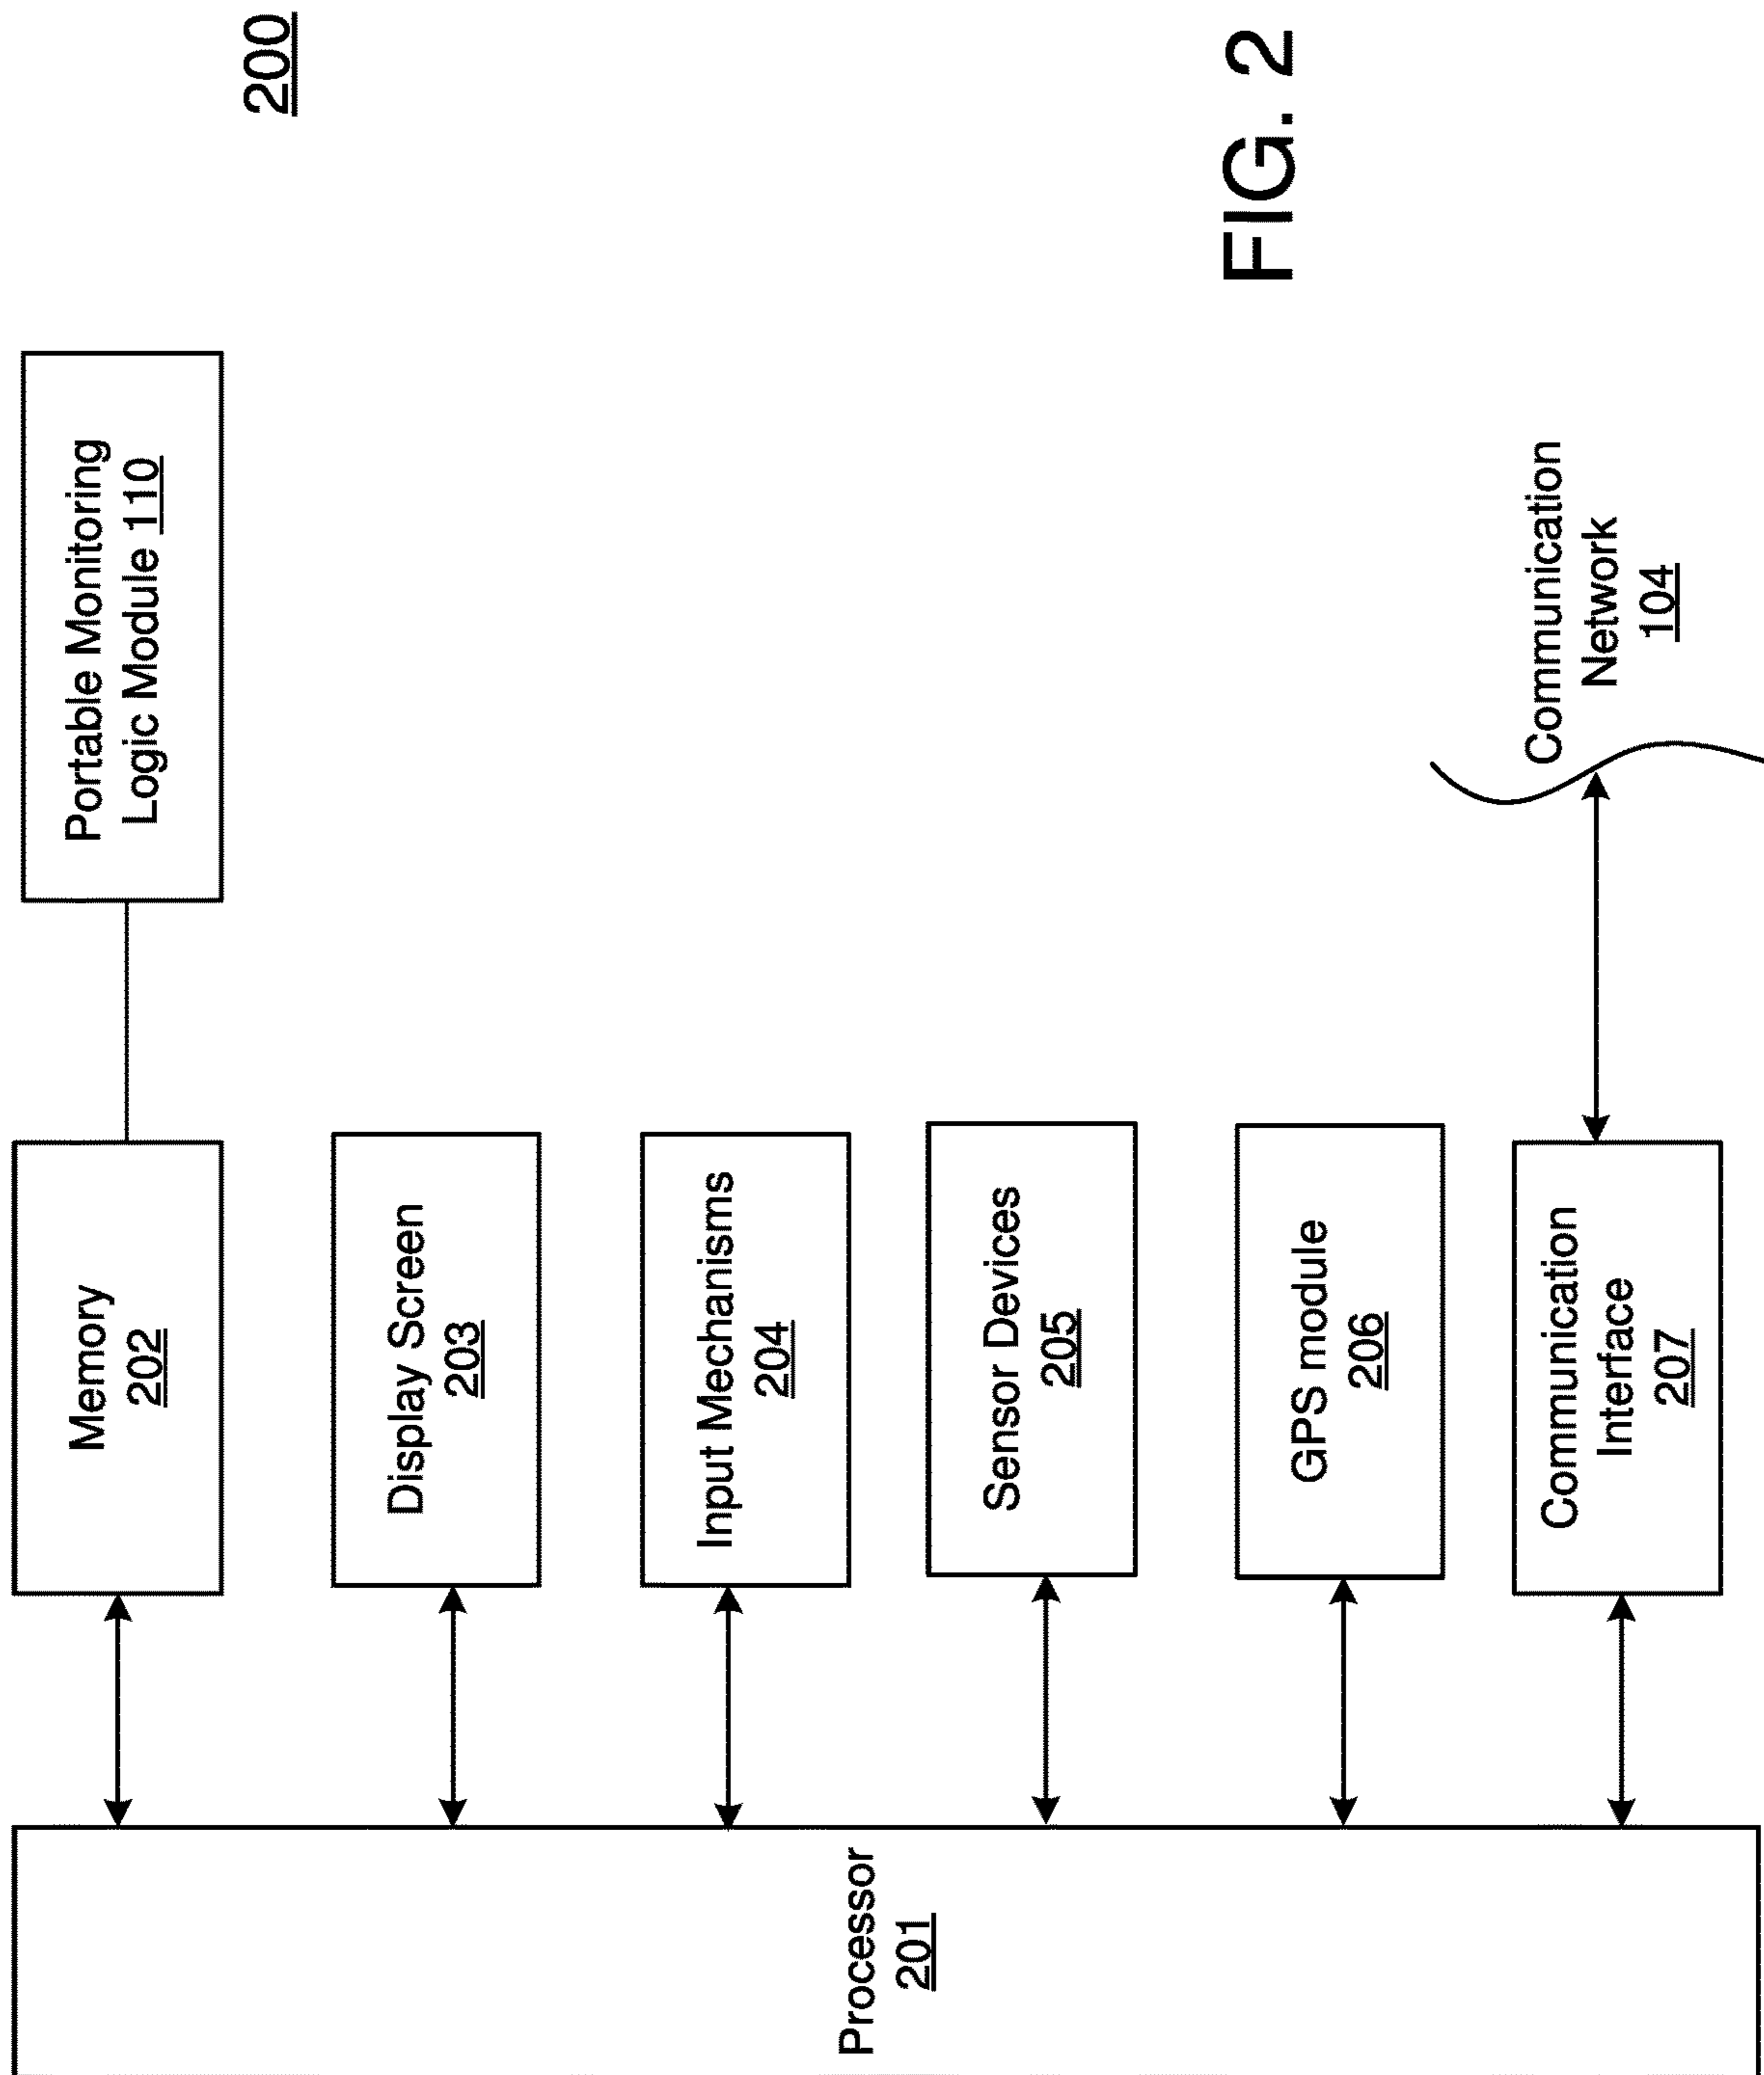 200
Portable Monitoring
Logic Module 110
Memory
202
Display Screen
203
Input Mechanisms
204
Sensor Devices
205
GPS module
206
Communication
Interface
207
Communication
Network
104
Processor
201
FIG. 2